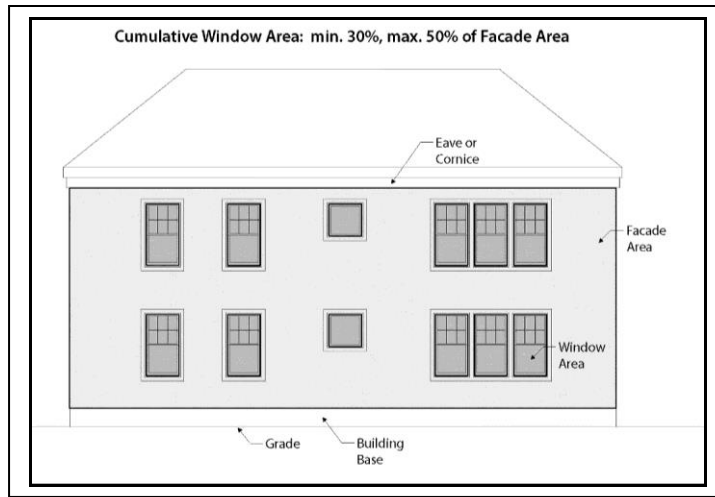 Cumulative Window Area: min. 30%, max. 50% of Facade Area
Eave or
Cornice
Facade
Area
Window
Area
Grade
Building
Base